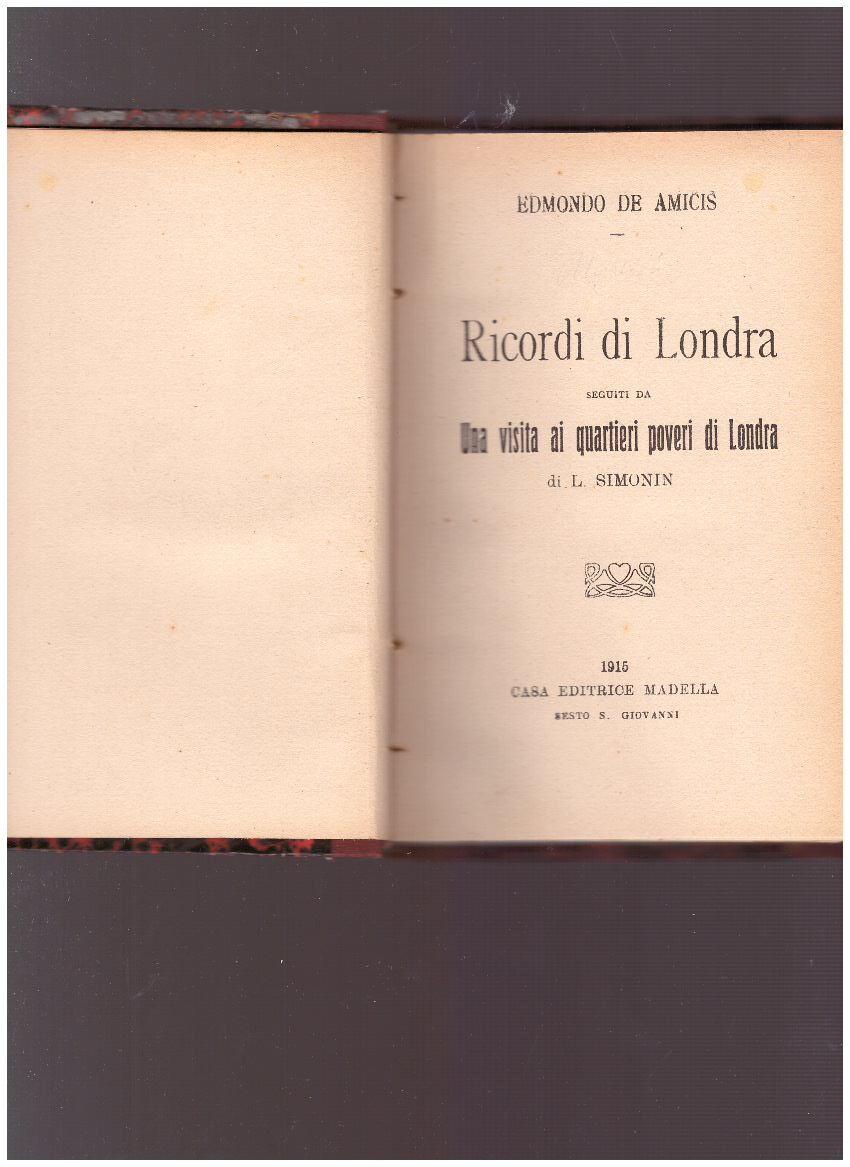 EDMONDO DE AMICIS
Ricordi di Londra
SEGUITI DA
Una visita ai quartieri poveri di Londra
di L. SIMONIN
1915
CASA EDITRICE MADELLA
SESTO S. GIOVANNI